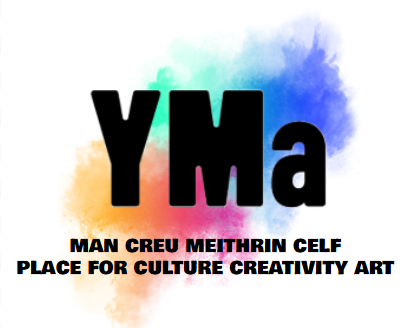 YMa
MAN CREU MEITHRIN CELF
PLACE FOR CULTURE CREATIVITY ART